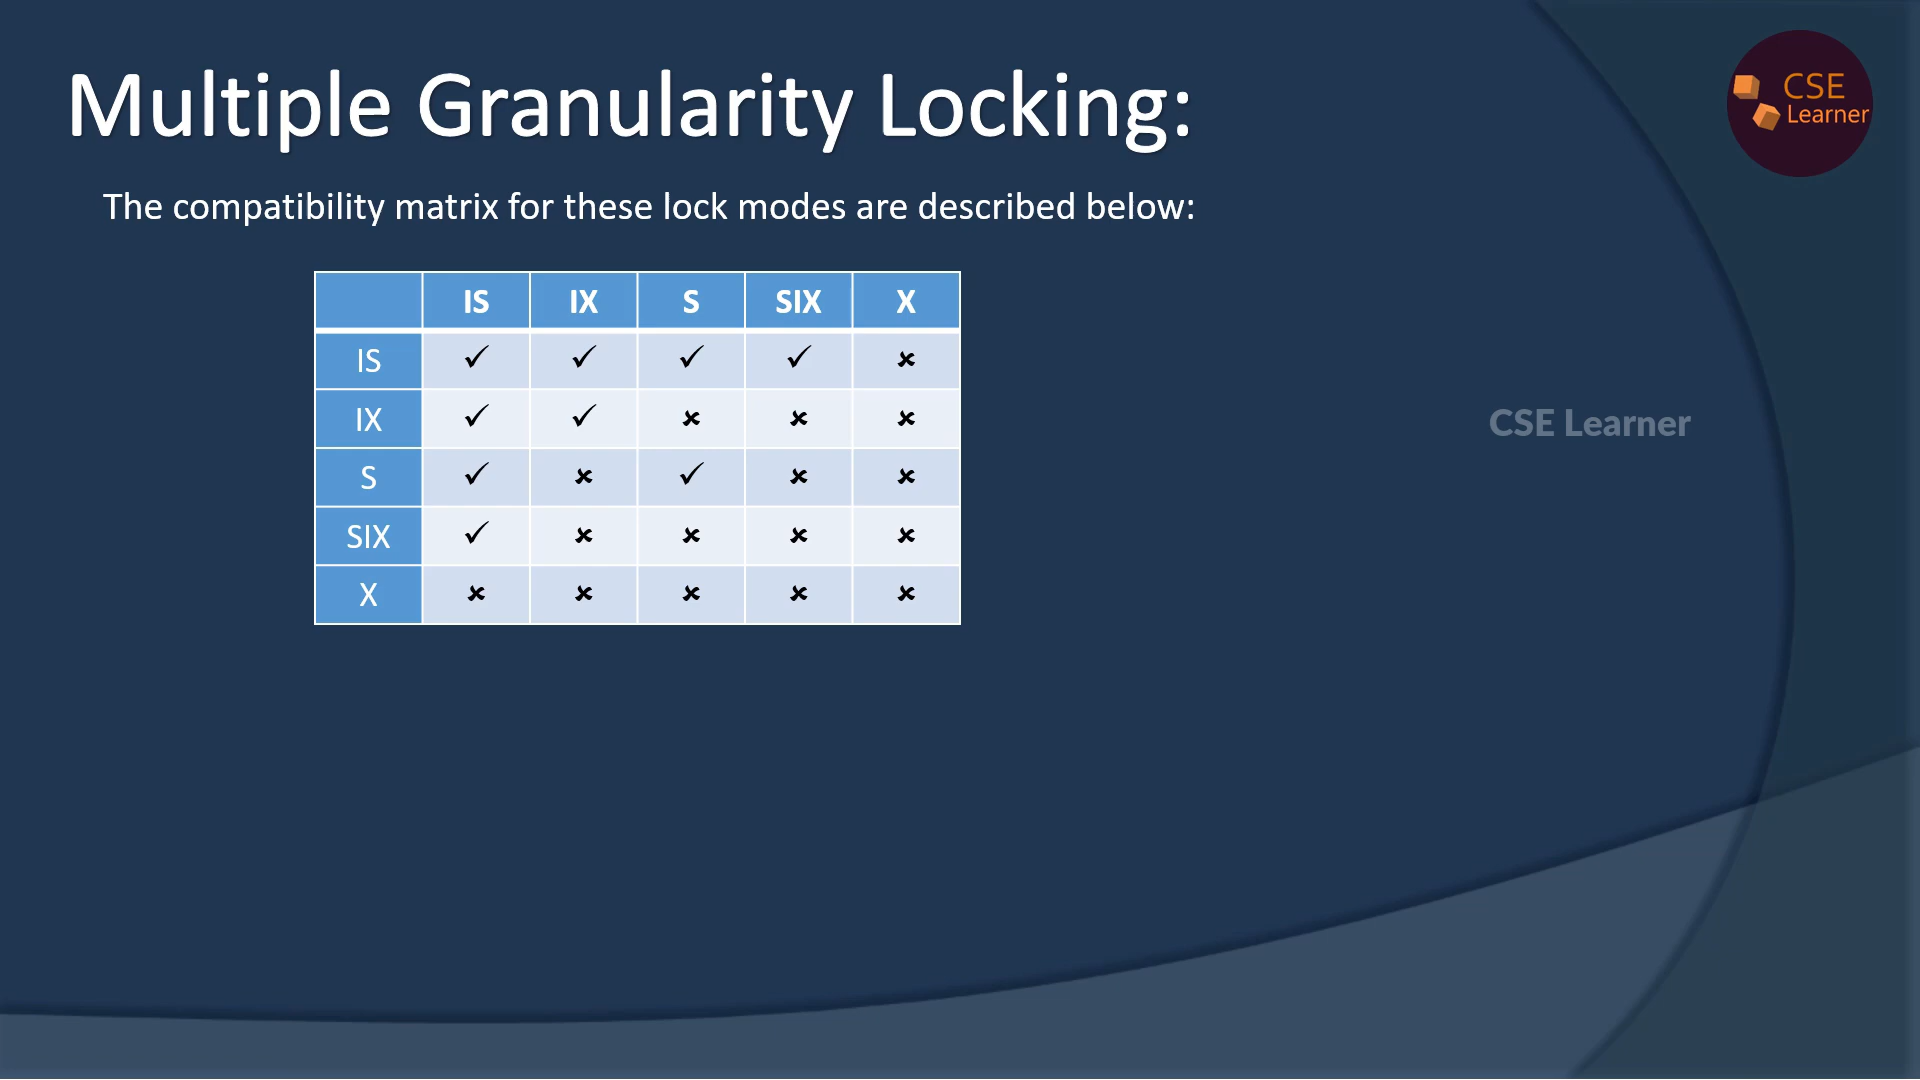 Multiple Granularity Locking:
CSE
Learner
The compatibility matrix for these lock modes are described below:
IS IX S SIX X
IS ✓ ✓ ✓ ✓ ✗
IX ✓ ✓ ✗ ✗ ✗
S ✓ ✗ ✓ ✗ ✗
SIX ✓ ✗ ✗ ✗ ✗
X ✗ ✗ ✗ ✗ ✗
CSE Learner